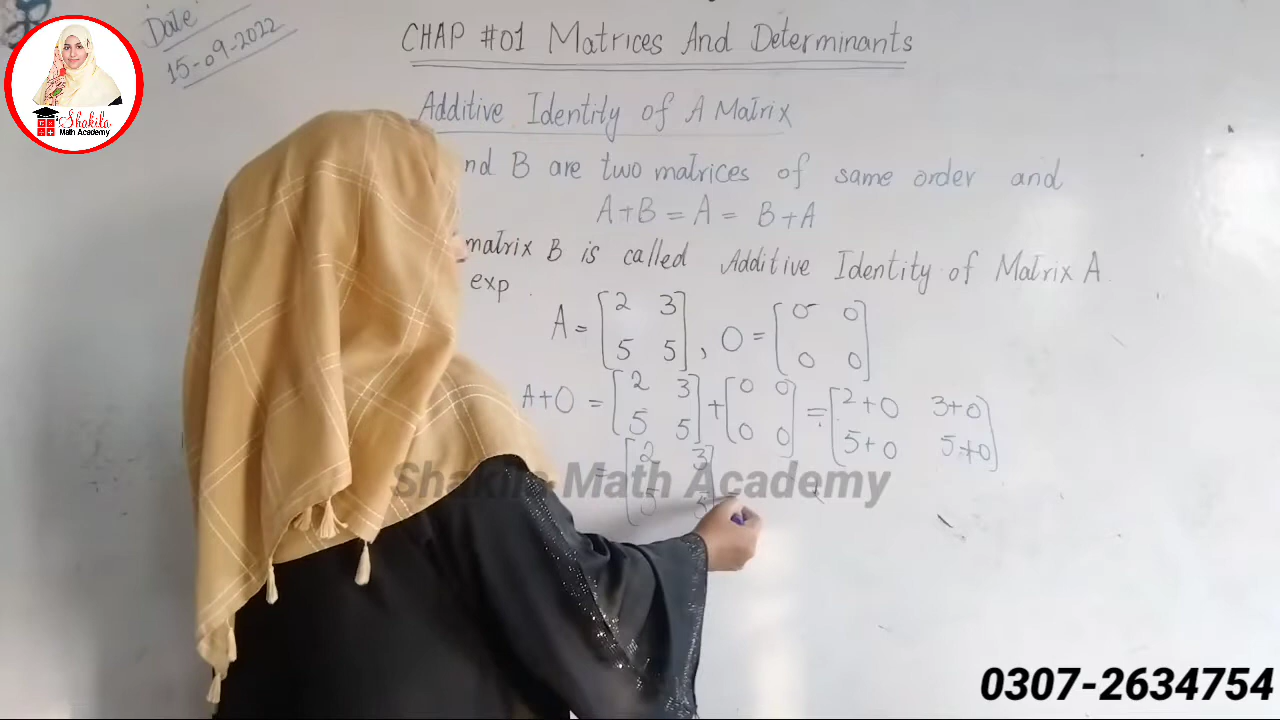 Date
15-09-2022
Shakila
Math Academy
CHAP #01 Matrices And Determinants
Additive Identity of A Matrix
nd B are two matrices of same order and
A+B = A = B+A
matrix B is called Additive Identity of Matrix A.
exp.
A = [2 3
5 5], O = [0 0
0 0]
A+O = [2 3
5 5] + [0 0
0 0] = [2+0 3+0
5+0 5+0]
= [2 3
5 5]
Shakila Math Academy
0307-2634754